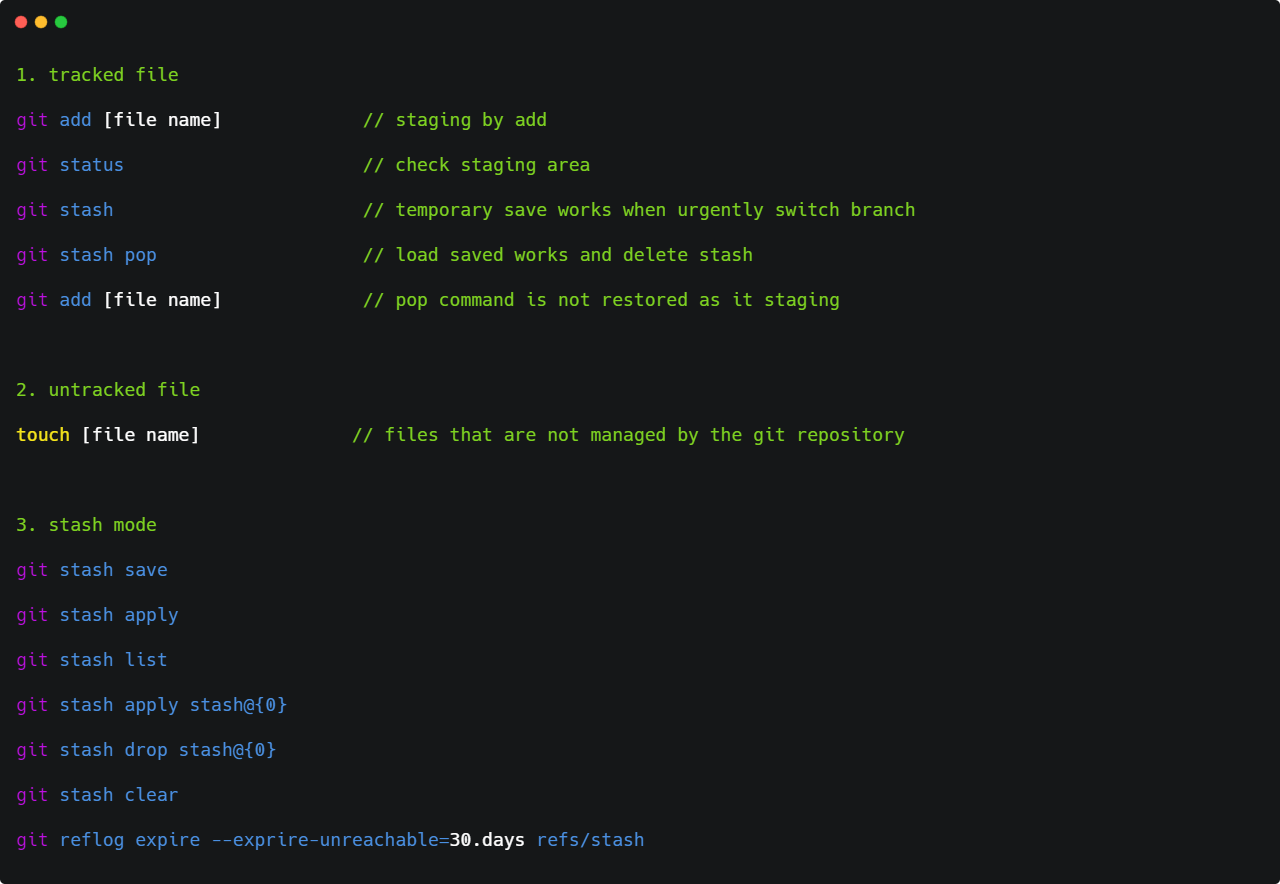 1. tracked file
git add [file name] // staging by add
git status // check staging area
git stash // temporary save works when urgently switch branch
git stash pop // load saved works and delete stash
git add [file name] // pop command is not restored as it staging
2. untracked file
touch [file name] // files that are not managed by the git repository
3. stash mode
git stash save
git stash apply
git stash list
git stash apply stash@{0}
git stash drop stash@{0}
git stash clear
git reflog expire --exprire-unreachable=30.days refs/stash